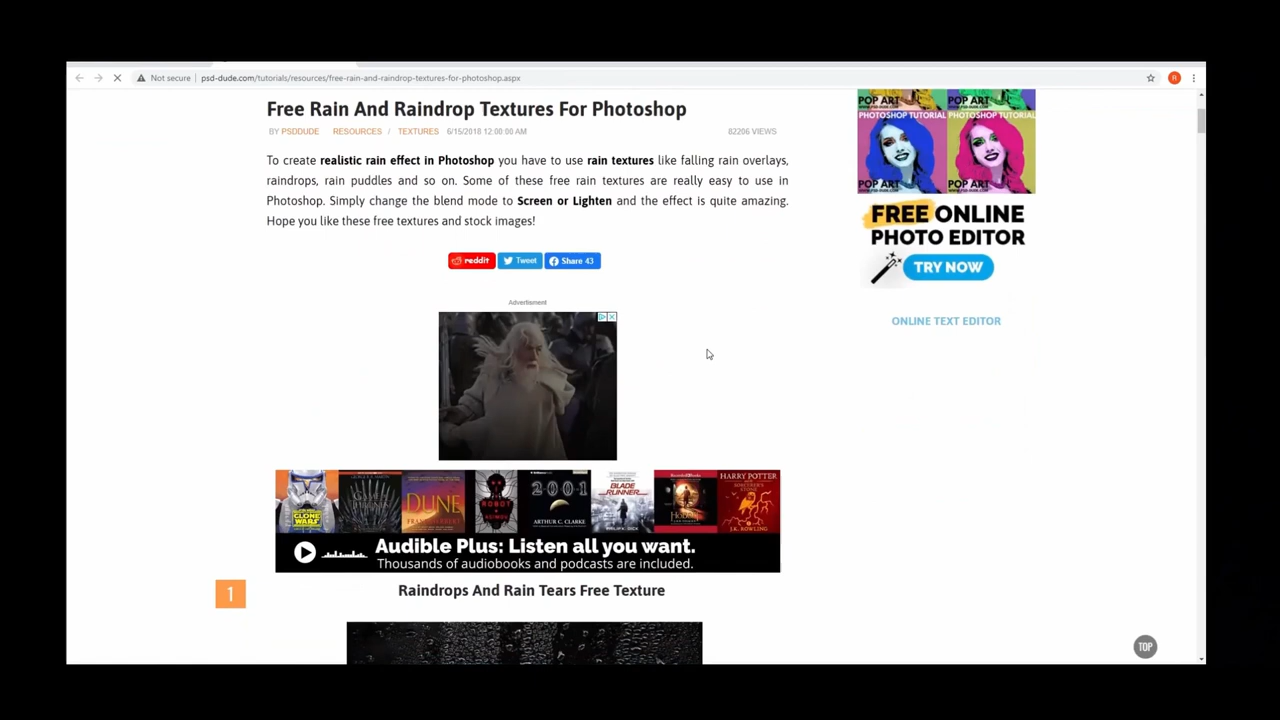 Not secure
psd-dude.com/tutorials/resources/free-rain-and-raindrop-textures-for-photoshop.aspx
R
Free Rain And Raindrop Textures For Photoshop
BY PSDDUDE RESOURCES / TEXTURES 6/15/2018 12:00:00 AM 82206 VIEWS
To create realistic rain effect in Photoshop you have to use rain textures like falling rain overlays,
raindrops, rain puddles and so on. Some of these free rain textures are really easy to use in
Photoshop. Simply change the blend mode to Screen or Lighten and the effect is quite amazing.
Hope you like these free textures and stock images!
reddit Tweet Share 43
Advertisment
CLONE
WARS
DUNE
ROBOT
2001
ARTHUR C. CLARKE
BLADE
RUNNER
HARRY POTTER
J.K. ROWLING
Audible Plus: Listen all you want.
Thousands of audiobooks and podcasts are included.
1
Raindrops And Rain Tears Free Texture
POP ART POP ART
PHOTOSHOP TUTORIAL PHOTOSHOP TUTORIAL
POP ART POP ART
FREE ONLINE
PHOTO EDITOR
TRY NOW
ONLINE TEXT EDITOR
TOP